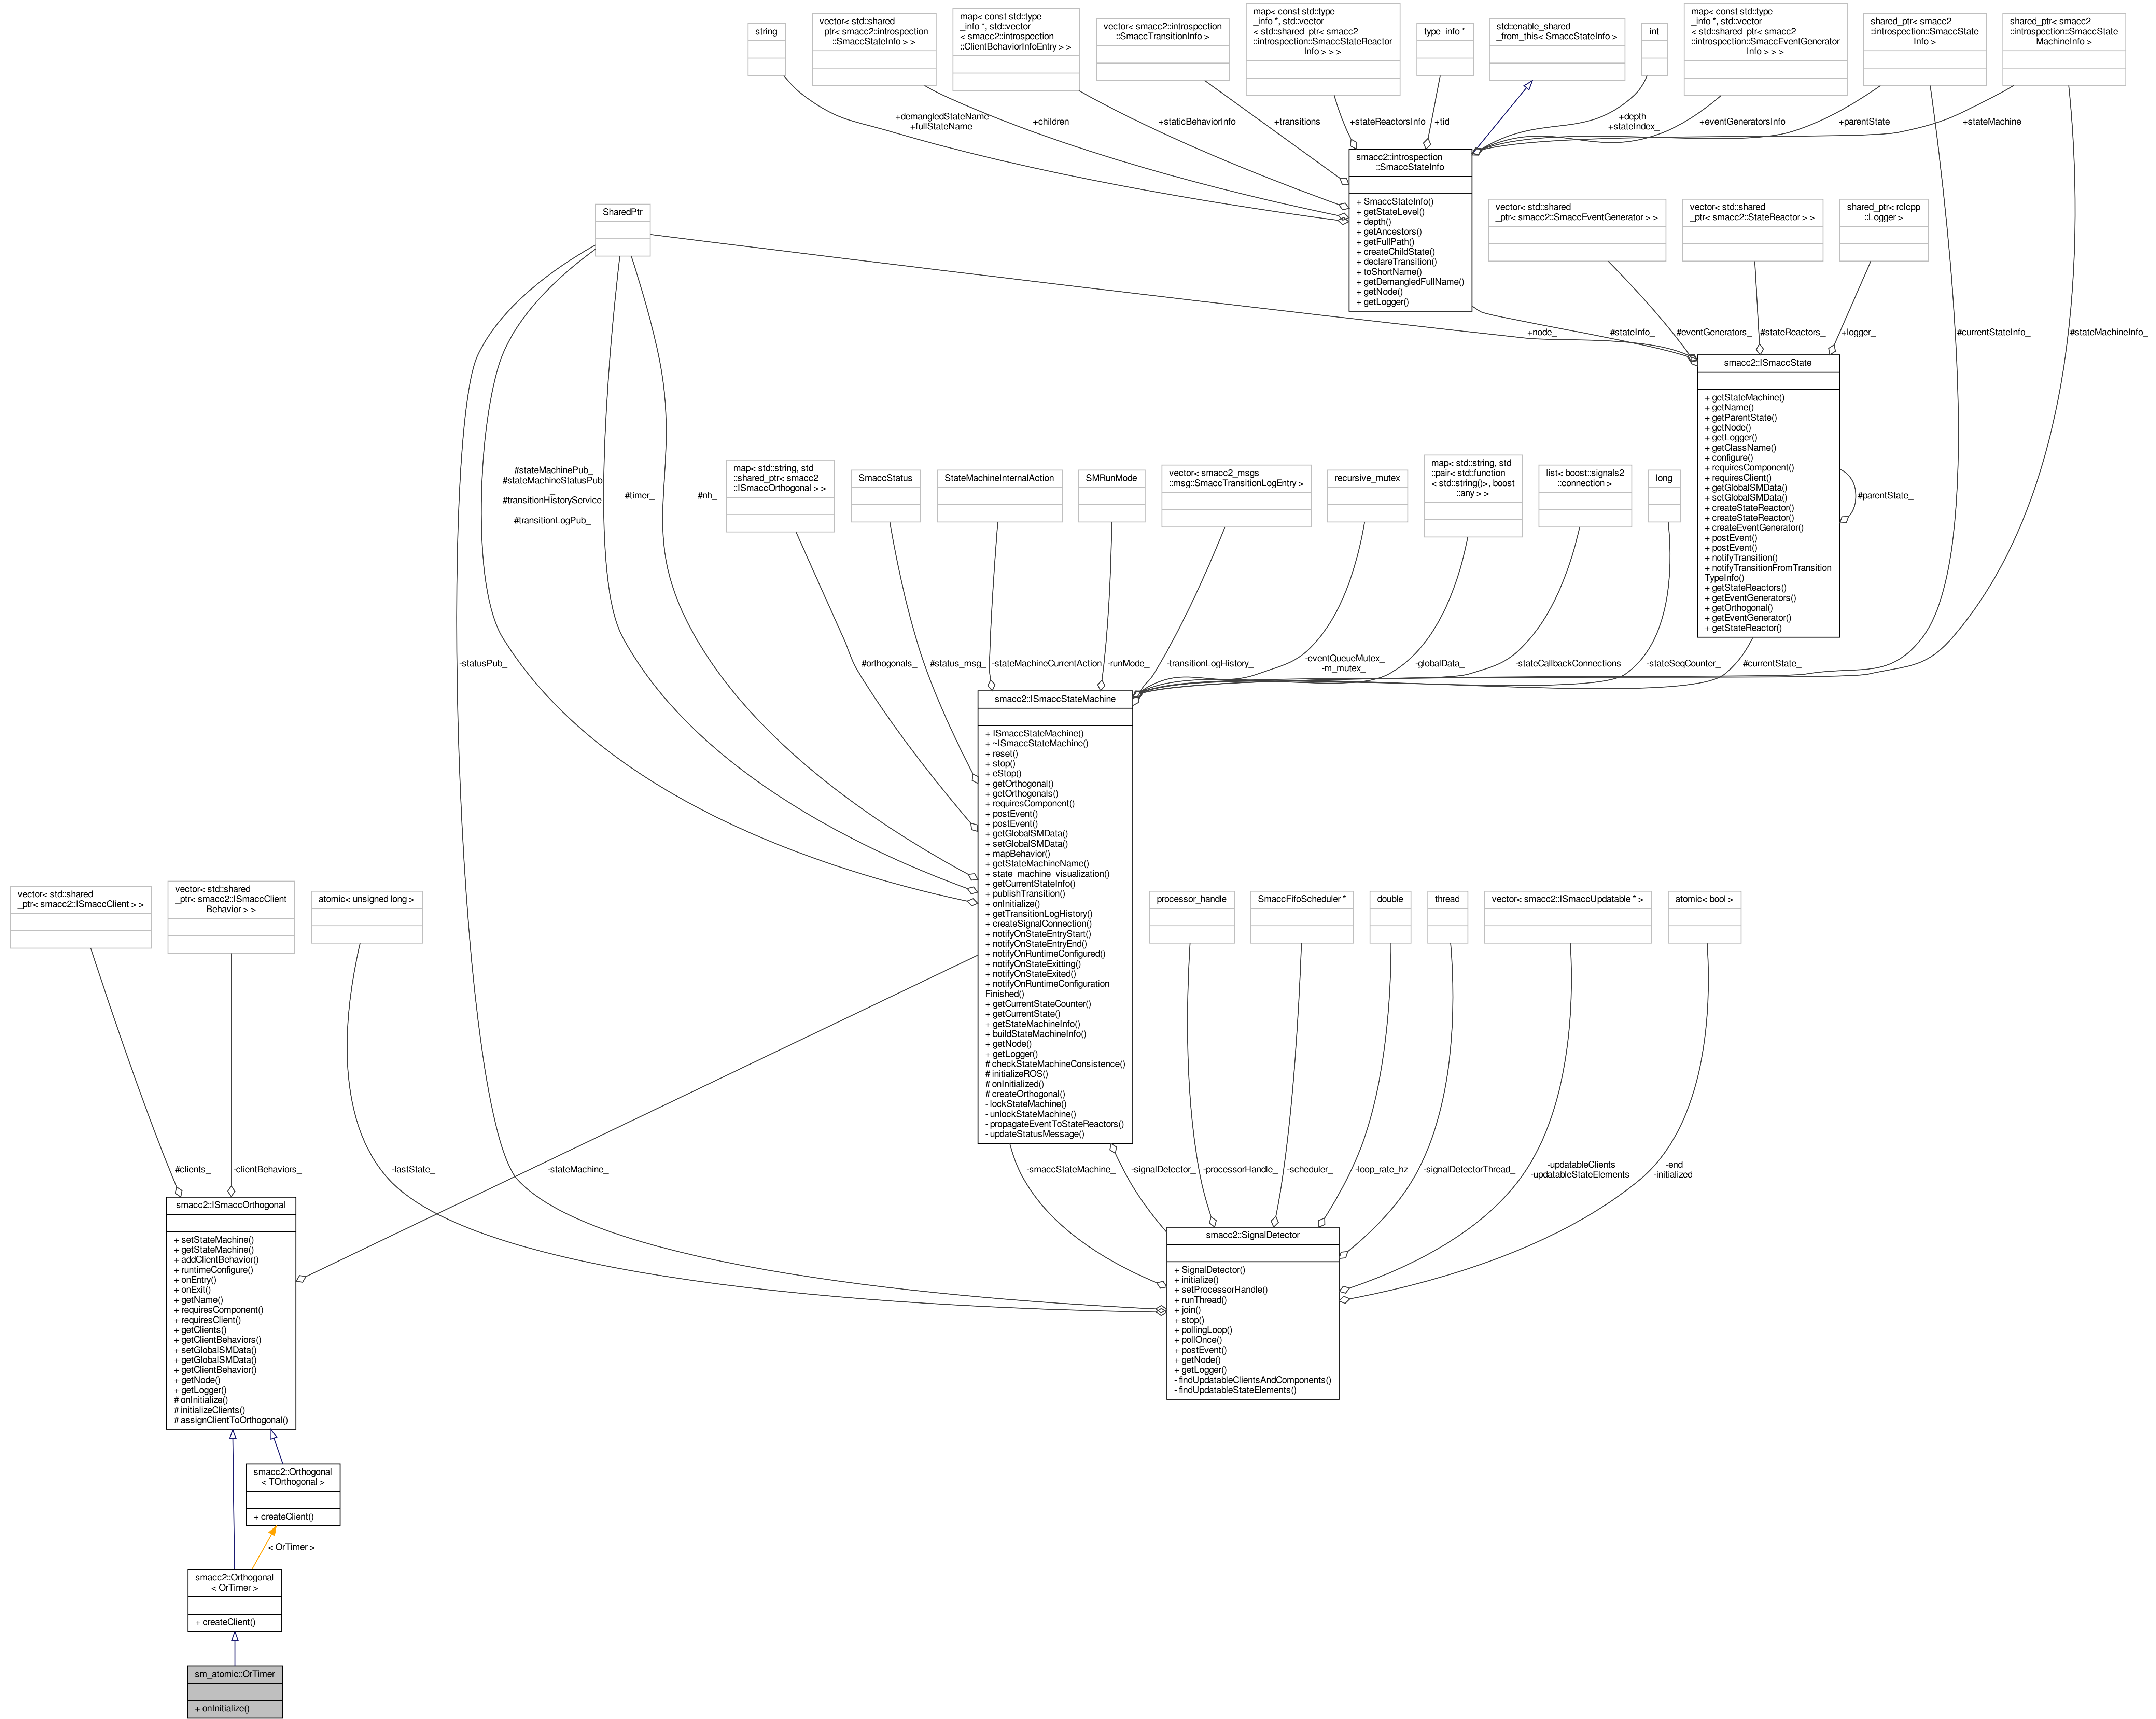 string
vector< std::shared
_ptr< smacc2::introspection
::SmaccStateInfo > >
map< const std::type
_info *, std::vector
< smacc2::introspection
::ClientBehaviorInfoEntry > >
vector< smacc2::introspection
::SmaccTransitionInfo >
map< const std::type
_info *, std::vector
< std::shared_ptr< smacc2
::introspection::SmaccStateReactor
Info > > >
type_info *
std::enable_shared
_from_this< SmaccStateInfo >
int
map< const std::type
_info *, std::vector
< std::shared_ptr< smacc2
::introspection::SmaccEventGenerator
Info > > >
shared_ptr< smacc2
::introspection::SmaccState
Info >
shared_ptr< smacc2
::introspection::SmaccState
MachineInfo >
+demangledStateName
+fullStateName
+children_
+staticBehaviorInfo
+transitions_
+stateReactorsInfo
+tid_
+depth_
+stateIndex_
+eventGeneratorsInfo
+parentState_
+stateMachine_
smacc2::introspection
::SmaccStateInfo
+ SmaccStateInfo()
+ getStateLevel()
+ depth()
+ getAncestors()
+ getFullPath()
+ createChildState()
+ declareTransition()
+ toShortName()
+ getDemangledFullName()
+ getNode()
+ getLogger()
SharedPtr
vector< std::shared
_ptr< smacc2::SmaccEventGenerator > >
vector< std::shared
_ptr< smacc2::StateReactor > >
shared_ptr< rclcpp
::Logger >
+node_
#stateInfo_
#eventGenerators_
#stateReactors_
+logger_
#currentStateInfo_
#stateMachineInfo_
smacc2::ISmaccState
+ getStateMachine()
+ getName()
+ getParentState()
+ getNode()
+ getLogger()
+ getClassName()
+ configure()
+ requiresComponent()
+ requiresClient()
+ getGlobalSMData()
+ setGlobalSMData()
+ createStateReactor()
+ createStateReactor()
+ createEventGenerator()
+ postEvent()
+ postEvent()
+ notifyTransition()
+ notifyTransitionFromTransition
TypeInfo()
+ getStateReactors()
+ getEventGenerators()
+ getOrthogonal()
+ getEventGenerator()
+ getStateReactor()
#parentState_
#stateMachinePub_
#stateMachineStatusPub
_
#transitionHistoryService
_
#transitionLogPub_
#timer_
#nh_
map< std::string, std
::shared_ptr< smacc2
::ISmaccOrthogonal > >
SmaccStatus
StateMachineInternalAction
SMRunMode
vector< smacc2_msgs
::msg::SmaccTransitionLogEntry >
recursive_mutex
map< std::string, std
::pair< std::function
< std::string()>, boost
::any > >
list< boost::signals2
::connection >
long
-statusPub_
#orthogonals_
#status_msg_
-stateMachineCurrentAction
-runMode_
-transitionLogHistory_
-eventQueueMutex_
-m_mutex_
-globalData_
-stateCallbackConnections
-stateSeqCounter_
#currentState_
smacc2::ISmaccStateMachine
+ ISmaccStateMachine()
+ ~ISmaccStateMachine()
+ reset()
+ stop()
+ eStop()
+ getOrthogonal()
+ getOrthogonals()
+ requiresComponent()
+ postEvent()
+ postEvent()
+ getGlobalSMData()
+ setGlobalSMData()
+ mapBehavior()
+ getStateMachineName()
+ state_machine_visualization()
+ getCurrentStateInfo()
+ publishTransition()
+ onInitialize()
+ getTransitionLogHistory()
+ createSignalConnection()
+ notifyOnStateEntryStart()
+ notifyOnStateEntryEnd()
+ notifyOnRuntimeConfigured()
+ notifyOnStateExitting()
+ notifyOnStateExited()
+ notifyOnRuntimeConfiguration
Finished()
+ getCurrentStateCounter()
+ getCurrentState()
+ getStateMachineInfo()
+ buildStateMachineInfo()
+ getNode()
+ getLogger()
# checkStateMachineConsistence()
# initializeROS()
# onInitialized()
# createOrthogonal()
- lockStateMachine()
- unlockStateMachine()
- propagateEventToStateReactors()
- updateStatusMessage()
vector< std::shared
_ptr< smacc2::ISmaccClient > >
vector< std::shared
_ptr< smacc2::ISmaccClient
Behavior > >
atomic< unsigned long >
processor_handle
SmaccFifoScheduler *
double
thread
vector< smacc2::ISmaccUpdatable * >
atomic< bool >
#clients_
-clientBehaviors_
-lastState_
-stateMachine_
-smaccStateMachine_
-signalDetector_
-processorHandle_
-scheduler_
-loop_rate_hz
-signalDetectorThread_
-updatableClients_
-updatableStateElements_
-end_
-initialized_
smacc2::ISmaccOrthogonal
+ setStateMachine()
+ getStateMachine()
+ addClientBehavior()
+ runtimeConfigure()
+ onEntry()
+ onExit()
+ getName()
+ requiresComponent()
+ requiresClient()
+ getClients()
+ getClientBehaviors()
+ setGlobalSMData()
+ getGlobalSMData()
+ getClientBehavior()
+ getNode()
+ getLogger()
# onInitialize()
# initializeClients()
# assignClientToOrthogonal()
smacc2::SignalDetector
+ SignalDetector()
+ initialize()
+ setProcessorHandle()
+ runThread()
+ join()
+ stop()
+ pollingLoop()
+ pollOnce()
+ postEvent()
+ getNode()
+ getLogger()
- findUpdatableClientsAndComponents()
- findUpdatableStateElements()
smacc2::Orthogonal
< TOrthogonal >
+ createClient()
< OrTimer >
smacc2::Orthogonal
< OrTimer >
+ createClient()
sm_atomic::OrTimer
+ onInitialize()